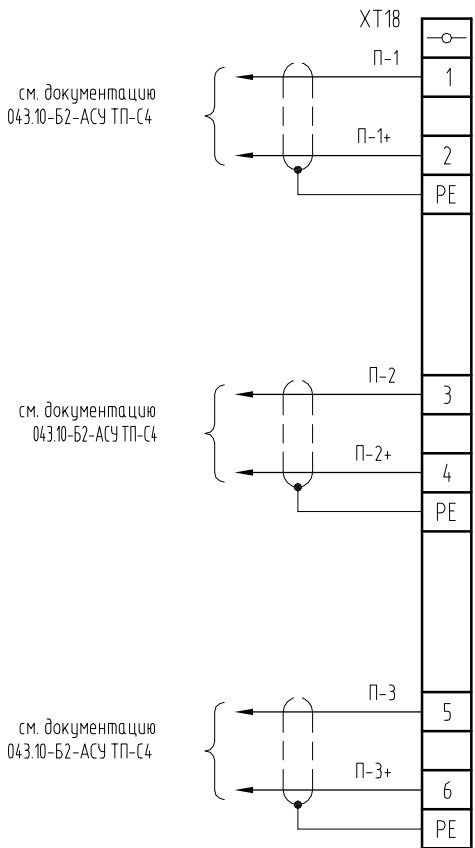 XT18
П-1
1
см. документацию
043.10-Б2-АСУ ТП-С4
П-1+
2
PE
П-2
3
см. документацию
043.10-Б2-АСУ ТП-С4
П-2+
4
PE
П-3
5
см. документацию
043.10-Б2-АСУ ТП-С4
П-3+
6
PE